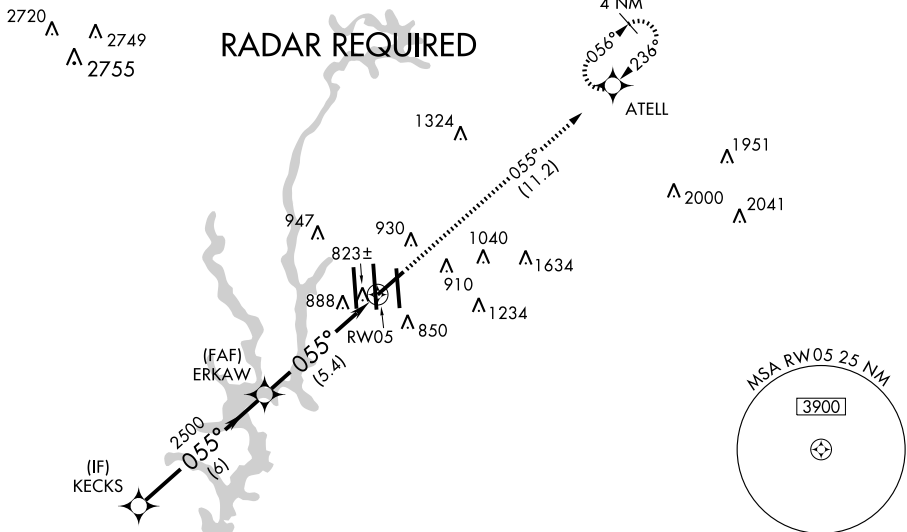 2720
2749
2755
RADAR REQUIRED
4 NM
056°
236°
ATELL
1324
1951
2000
2041
055°
(11.2)
947
930
823±
1040
1634
910
888
1234
850
RW05
(FAF)
ERKAW
055°
(5.4)
2500
055°
(6)
(IF)
KECKS
MSA RW05 25 NM
3900